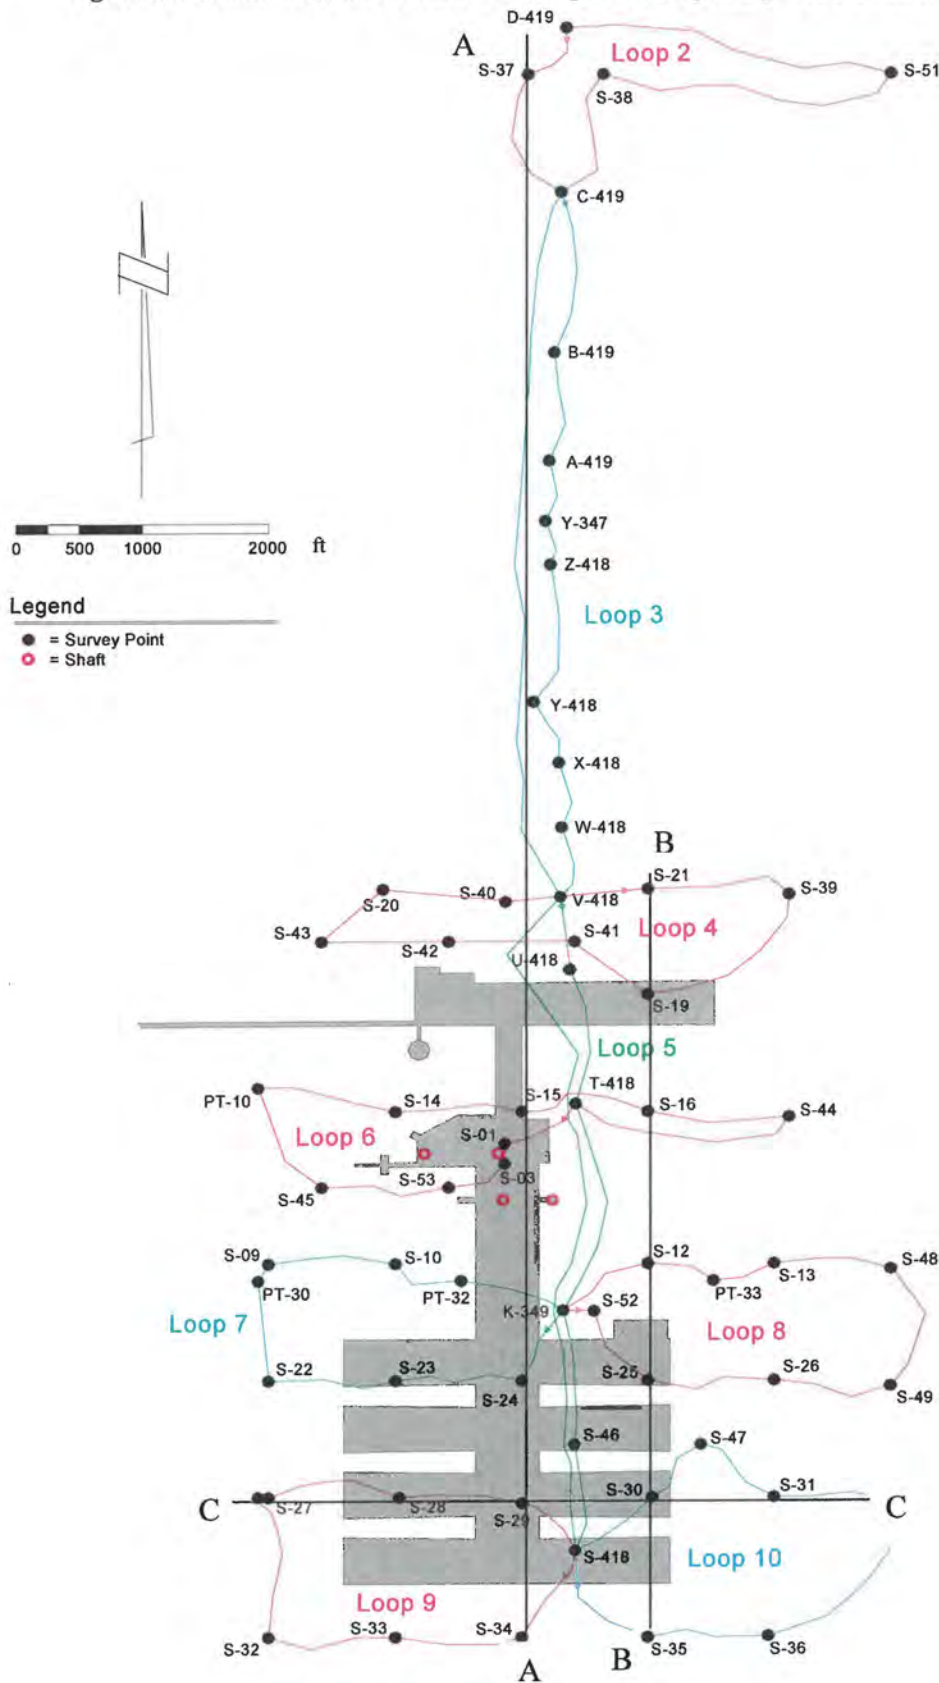 D-419
A
Loop 2
S-37
S-38
S-51
C-419
B-419
A-419
Y-347
Z-418
0 500 1000 2000 ft
Legend
= Survey Point
= Shaft
Loop 3
Y-418
X-418
W-418
B
S-21
S-39
S-20
S-40
V-418
Loop 4
S-43
S-42
S-41
U-418
S-19
Loop 5
T-418
PT-10
S-14
S-15
S-16
S-44
Loop 6
S-01
S-03
S-53
S-45
S-09
S-10
S-12
S-13
S-48
PT-30
PT-32
PT-33
K-349
S-52
Loop 7
Loop 8
S-22
S-23
S-24
S-25
S-26
S-49
S-46
S-47
C
S-27
S-28
S-29
S-30
S-31
C
S-418
Loop 10
Loop 9
S-32
S-33
S-34
S-35
S-36
A
B